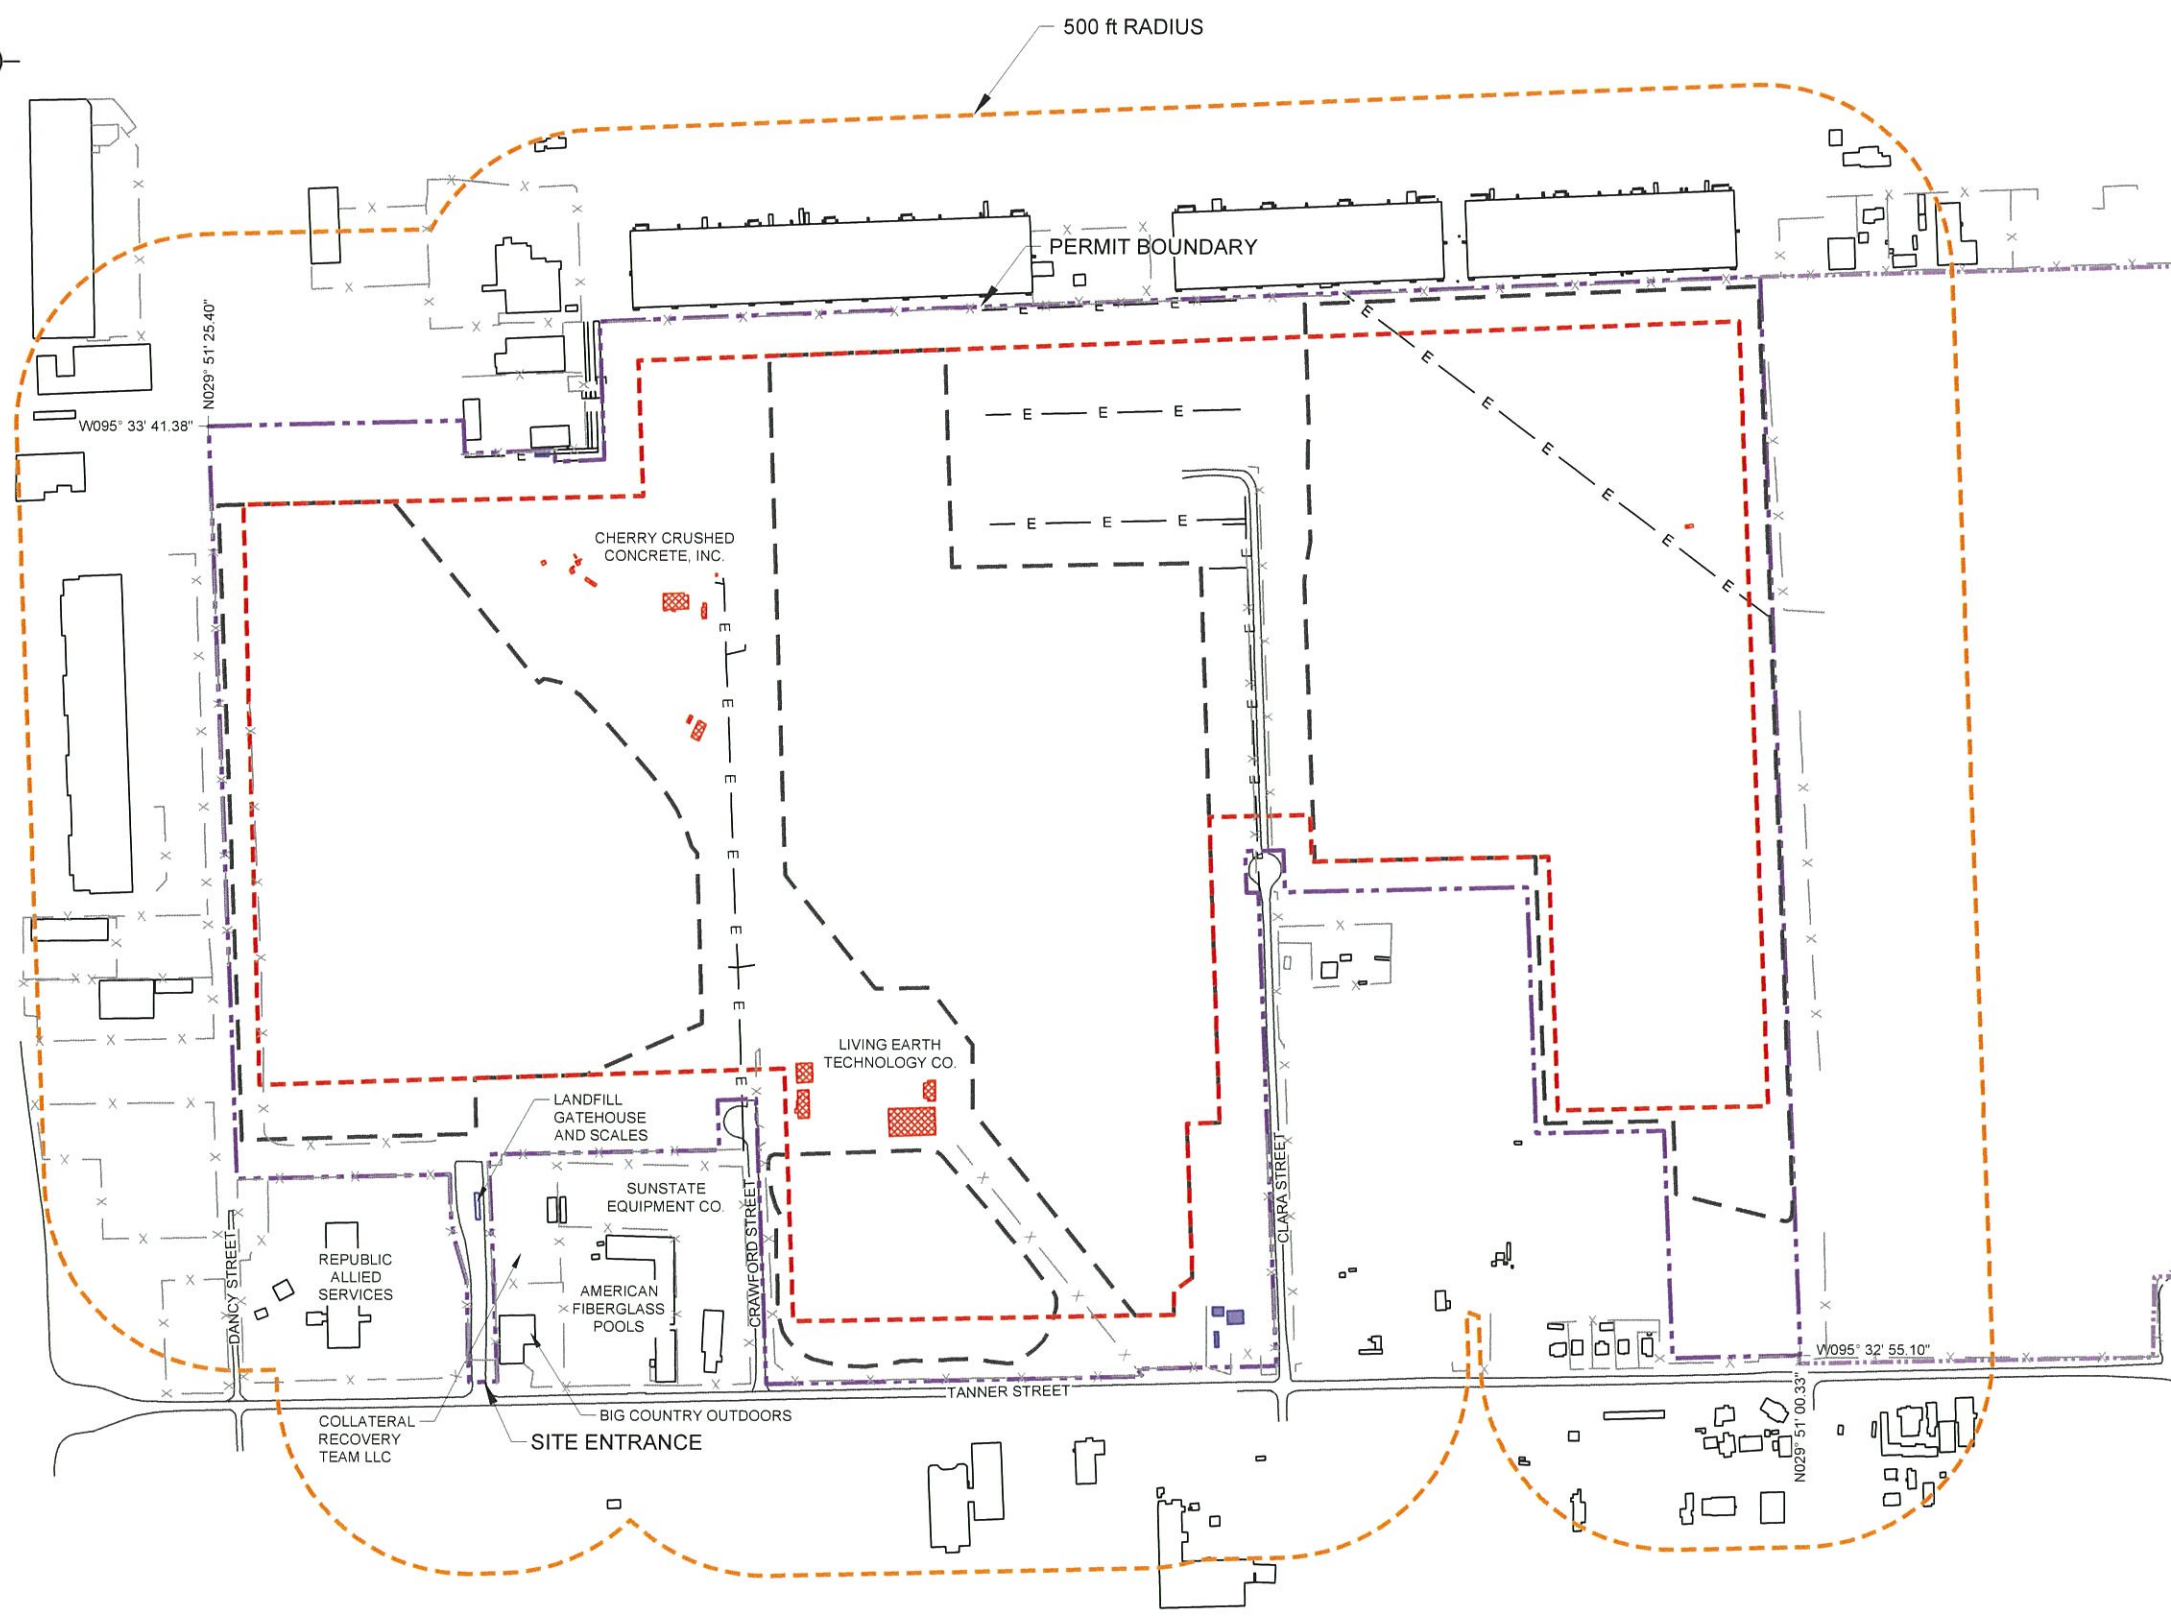 500 ft RADIUS
PERMIT BOUNDARY
N029° 51' 25.40"
W095° 33' 41.38"
CHERRY CRUSHED
CONCRETE, INC.
LIVING EARTH
TECHNOLOGY CO.
LANDFILL
GATEHOUSE
AND SCALES
SUNSTATE
EQUIPMENT CO.
REPUBLIC
ALLIED
SERVICES
AMERICAN
FIBERGLASS
POOLS
DANCY STREET
CRAWFORD STREET
CLARA STREET
TANNER STREET
W095° 32' 55.10"
N029° 51' 00.33"
COLLATERAL
RECOVERY
TEAM LLC
BIG COUNTRY OUTDOORS
SITE ENTRANCE